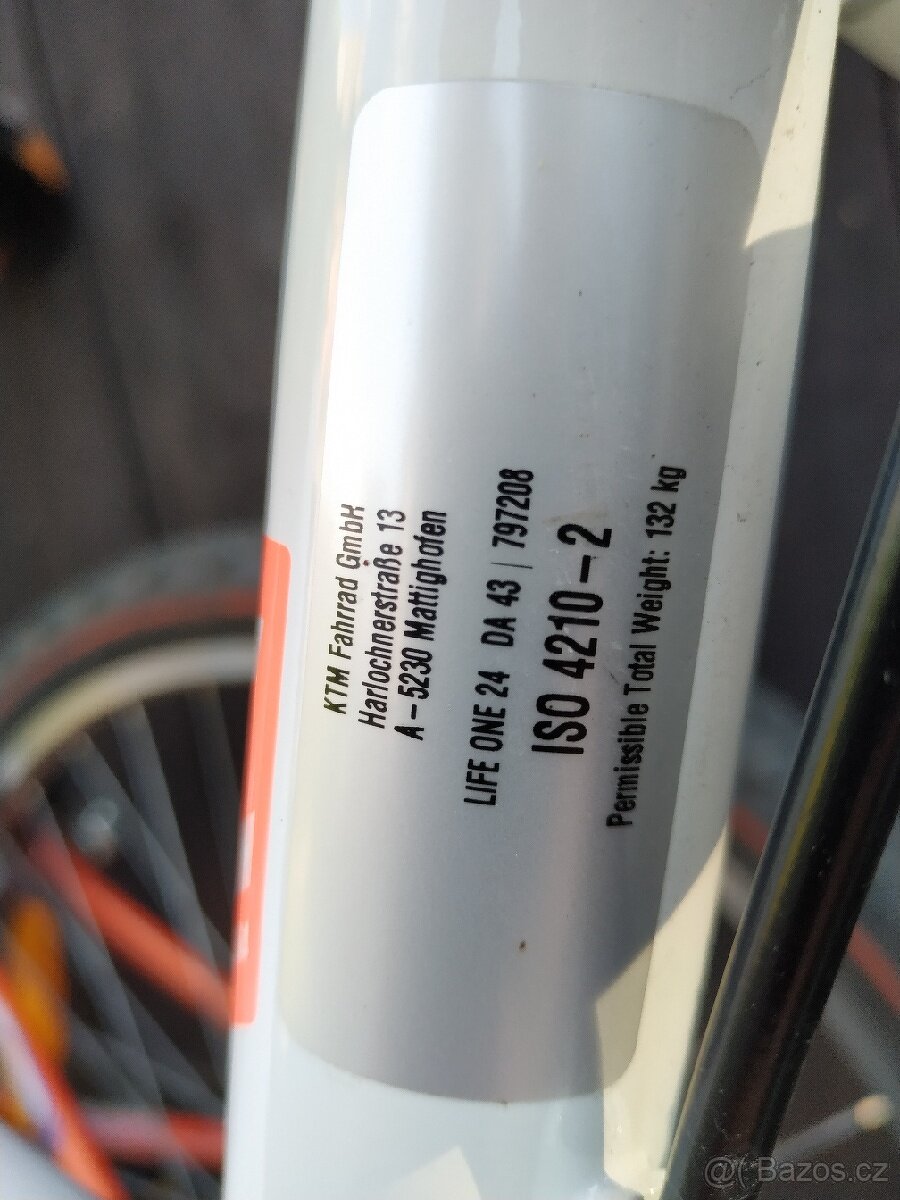 KTM Fahrrad GmbH
Harlochnerstraße 13
A-5230 Mattighofen
LIFE ONE 24 DA 43 | 797208
ISO 4210-2
Permissible Total Weight: 132 kg
@ Bazos.cz